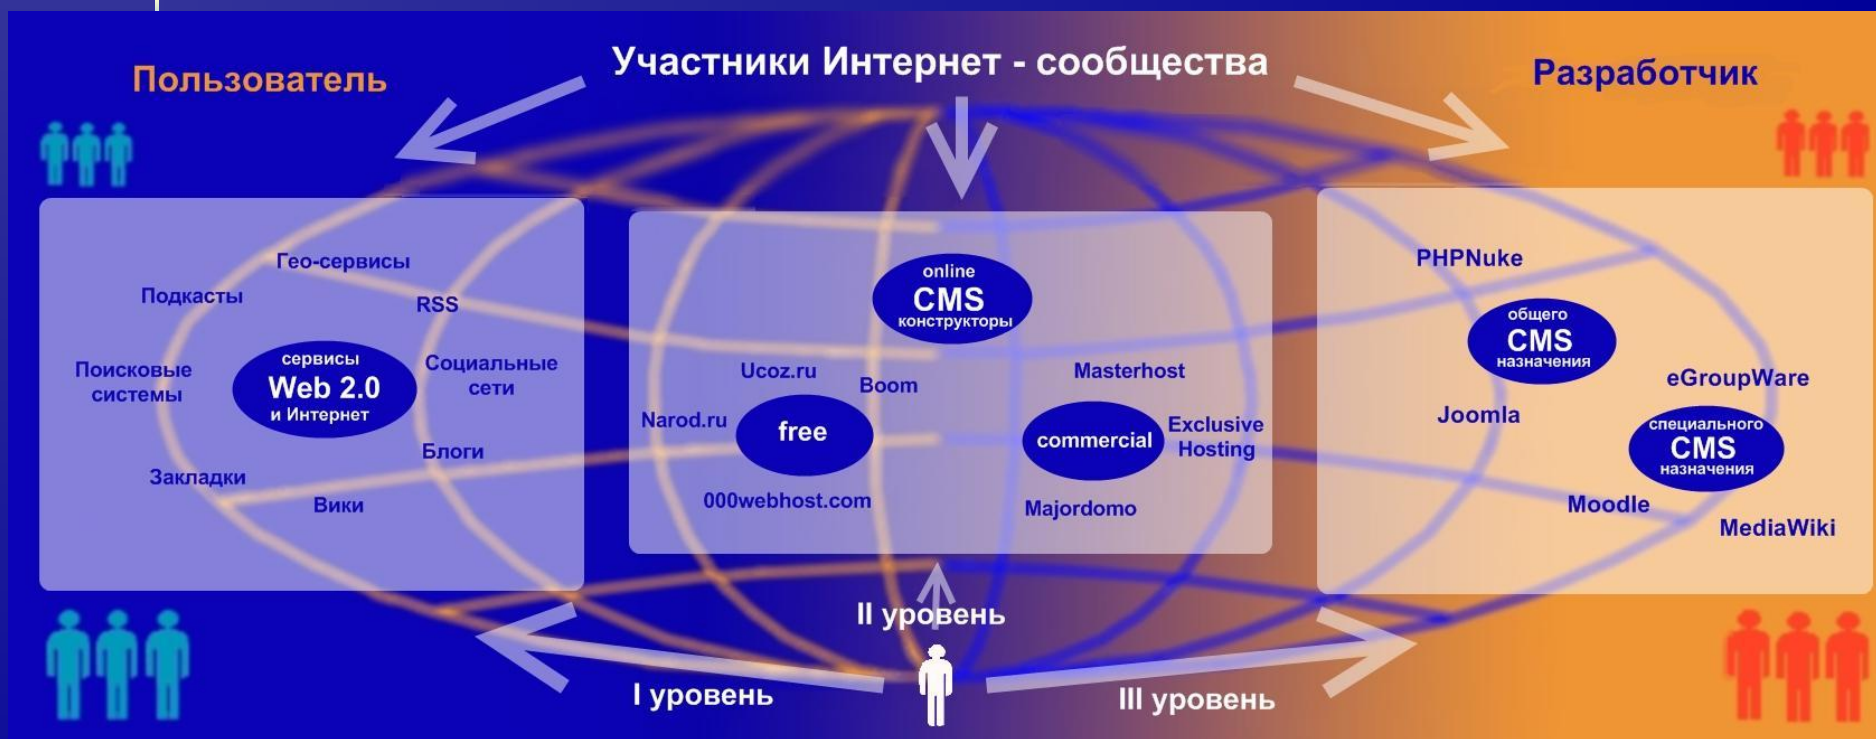 Участники Интернет - сообщества
Пользователь
Разработчик
Гео-сервисы
Подкасты
RSS
Поисковые
системы
сервисы
Web 2.0
и Интернет
Социальные
сети
Блоги
Закладки
Вики
online
CMS
конструкторы
Ucoz.ru
Boom
Narod.ru
free
000webhost.com
Masterhost
commercial
Exclusive
Hosting
Majordomo
PHPNuke
общего
CMS
назначения
Joomla
eGroupWare
специального
CMS
назначения
Moodle
MediaWiki
I уровень
II уровень
III уровень